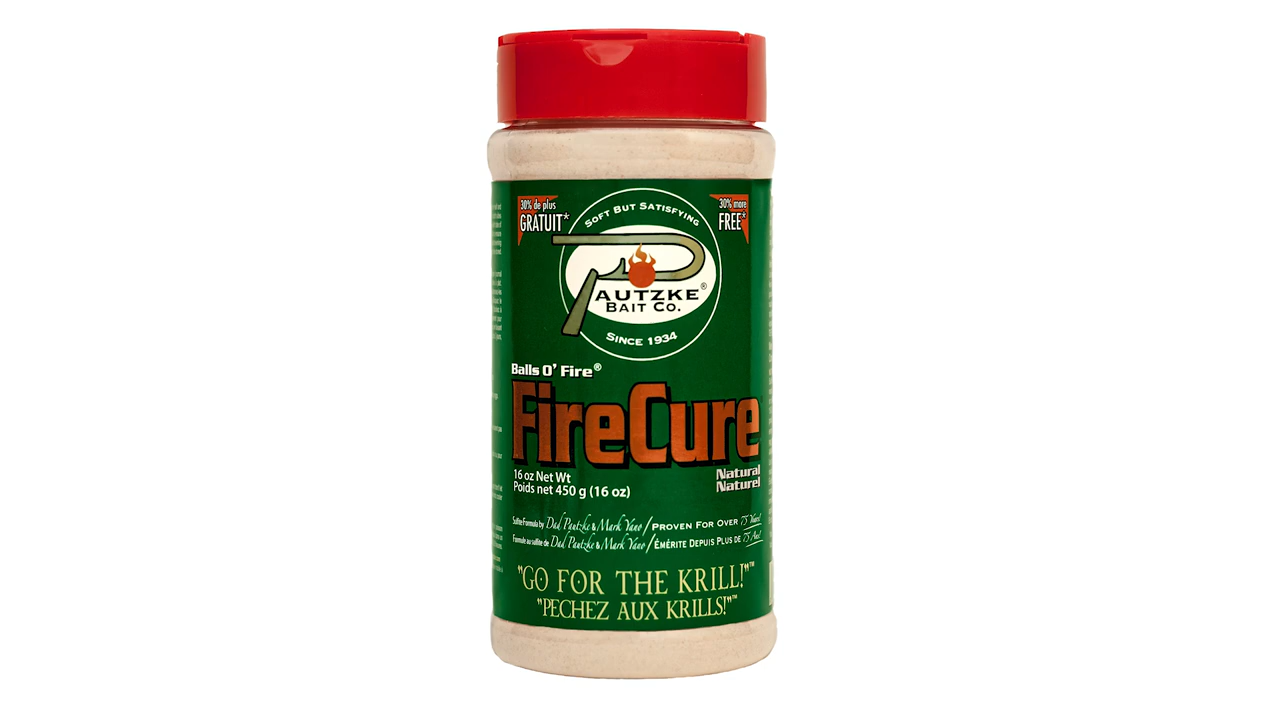 30% de plus
GRATUIT*
30% more
FREE*
SOFT BUT SATISFYING
PAUTZKE®
BAIT CO.
SINCE 1934
Balls O' Fire®
FireCure
16 oz Net Wt
Poids net 450 g (16 oz)
Natural
Naturel
Sulfite Formula by Dad Pautzke & Mark Yano / PROVEN FOR OVER 75 Years!
Formule au sulfite de Dad Pautzke & Mark Yano / ÉMÉRITE DEPUIS PLUS DE 75 Ans!
"GO FOR THE KRILL!"™
"PECHEZ AUX KRILLS!"™